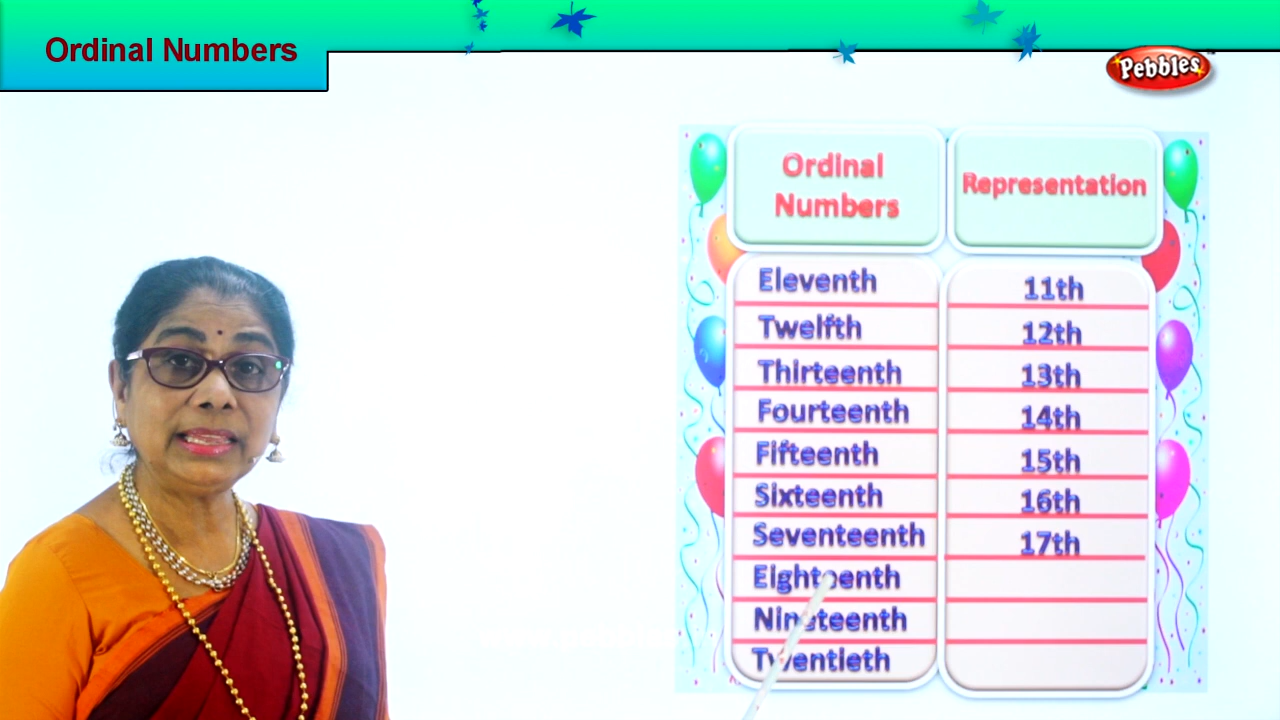 Ordinal Numbers
Pebbles
Ordinal
Numbers
Representation
Eleventh 11th
Twelfth 12th
Thirteenth 13th
Fourteenth 14th
Fifteenth 15th
Sixteenth 16th
Seventeenth 17th
Eighteenth
Nineteenth
Twentieth